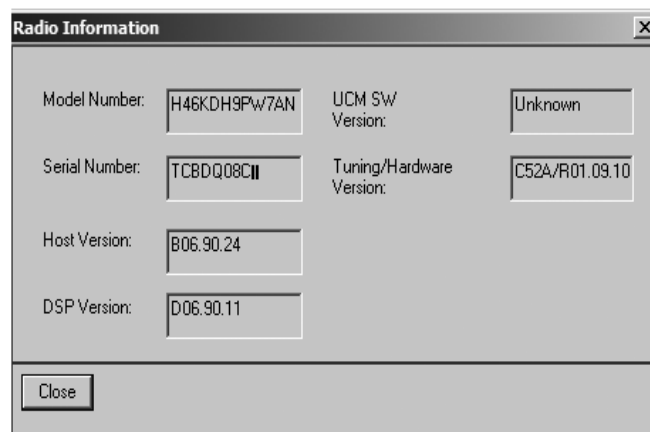 Radio Information
Model Number: H46KDH9PW7AN
UCM SW Version: Unknown
Serial Number: TCBDQ08C
Tuning/Hardware Version: C52A/R01.09.10
Host Version: B06.90.24
DSP Version: D06.90.11
Close